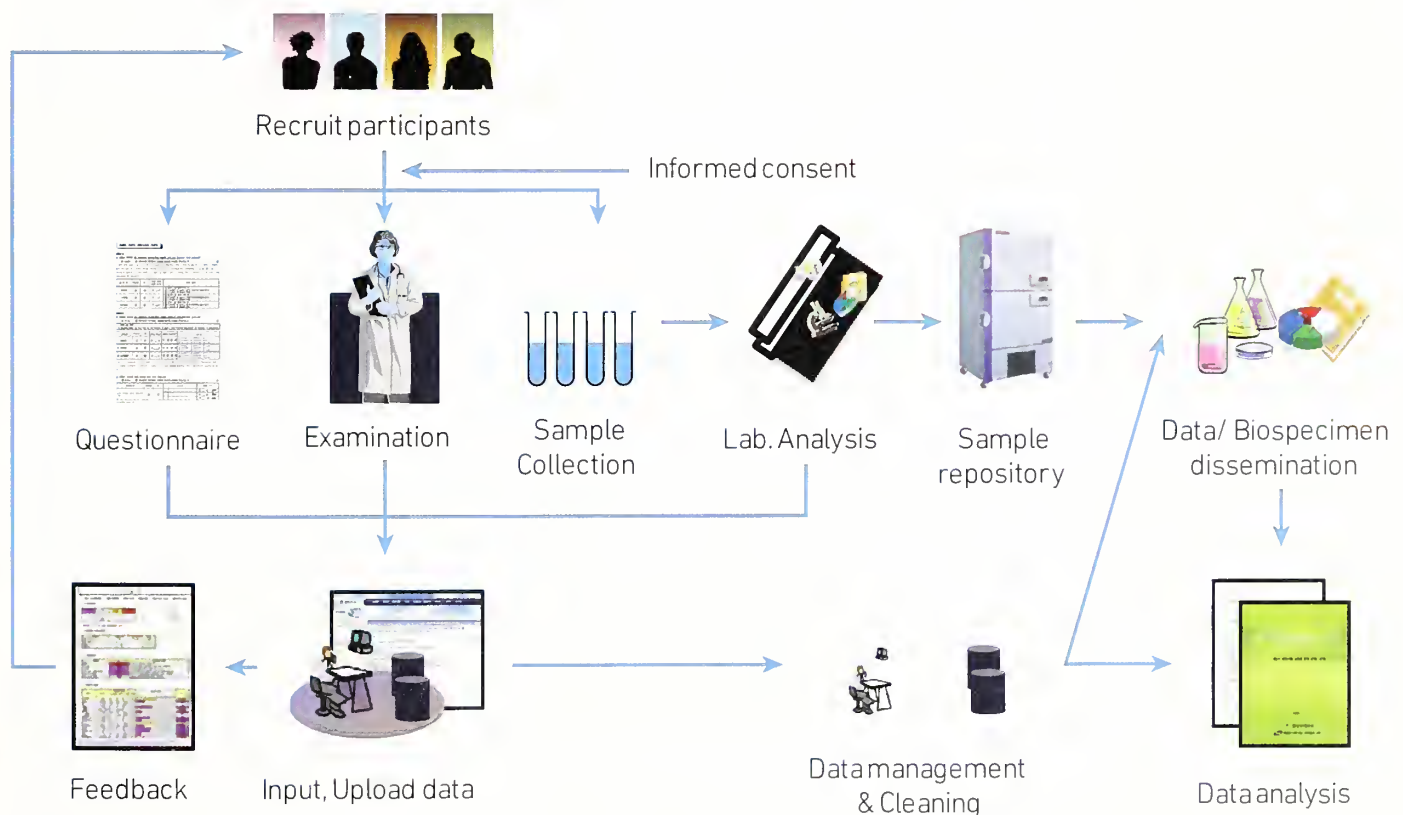 Recruit participants
Informed consent
Questionnaire
Examination
Sample
Collection
Lab. Analysis
Sample
repository
Data/ Biospecimen
dissemination
Feedback
Input, Upload data
Data management
& Cleaning
Data analysis